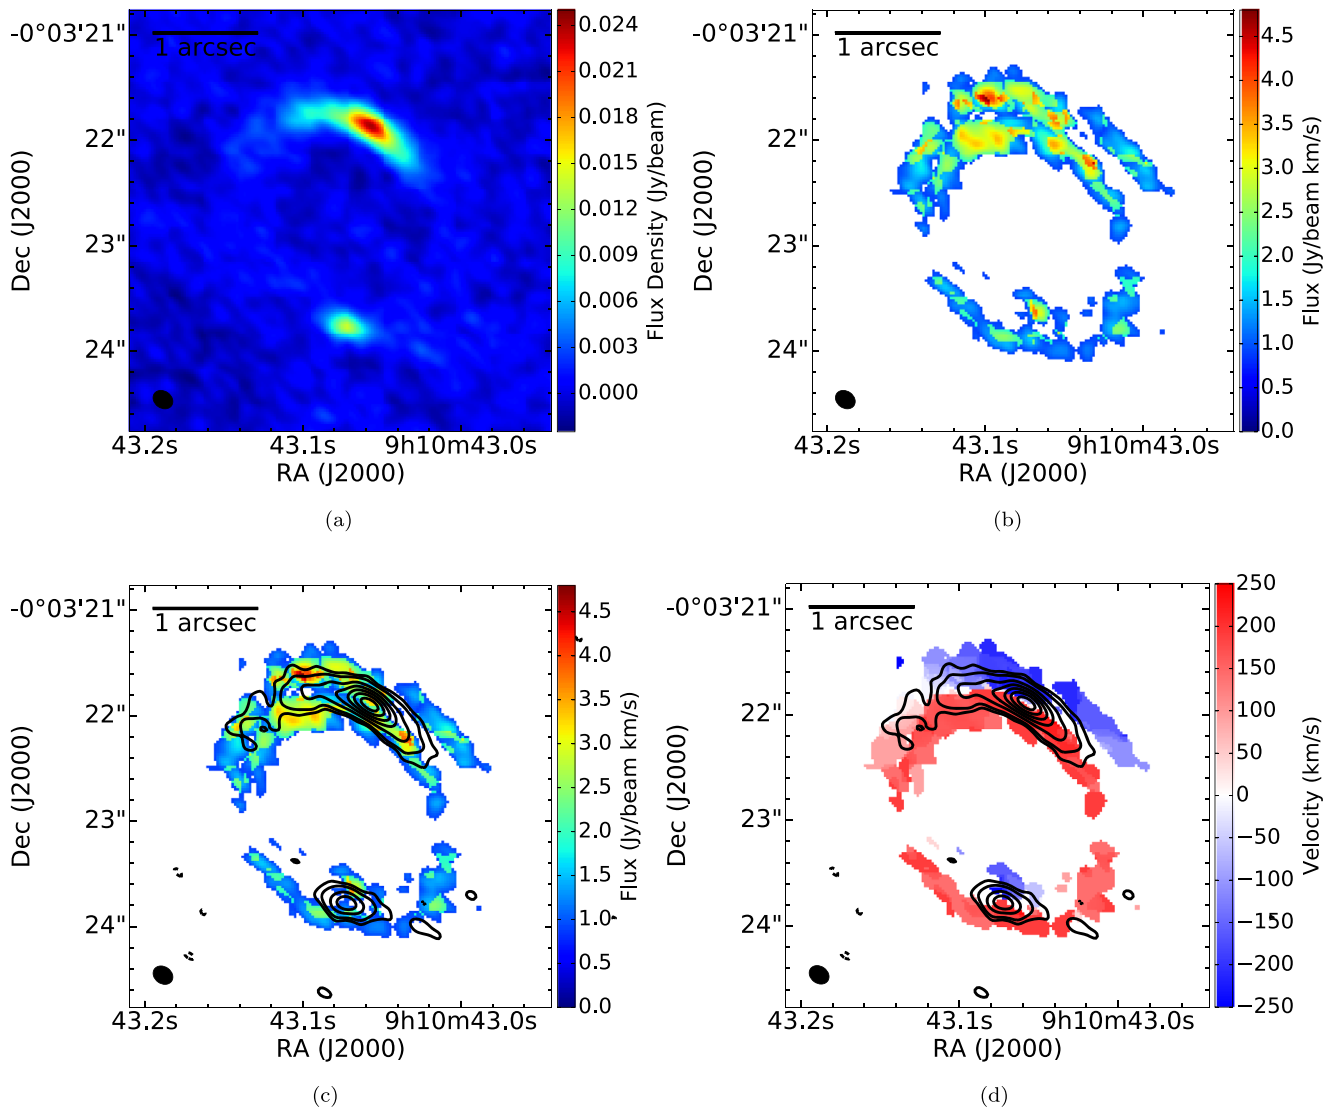 -0°03'21"
22"
23"
24"
Dec (J2000)
1 arcsec
43.2s
43.1s
9h10m43.0s
RA (J2000)
0.024
0.021
0.018
0.015
0.012
0.009
0.006
0.003
0.000
Flux Density (Jy/beam)
(a)
-0°03'21"
22"
23"
24"
Dec (J2000)
1 arcsec
43.2s
43.1s
9h10m43.0s
RA (J2000)
4.5
4.0
3.5
3.0
2.5
2.0
1.5
1.0
0.5
0.0
Flux (Jy/beam km/s)
(b)
-0°03'21"
22"
23"
24"
Dec (J2000)
1 arcsec
43.2s
43.1s
9h10m43.0s
RA (J2000)
4.5
4.0
3.5
3.0
2.5
2.0
1.5
1.0
0.5
0.0
Flux (Jy/beam km/s)
(c)
-0°03'21"
22"
23"
24"
Dec (J2000)
1 arcsec
43.2s
43.1s
9h10m43.0s
RA (J2000)
250
200
150
100
50
0
−50
−100
−150
−200
−250
Velocity (km/s)
(d)